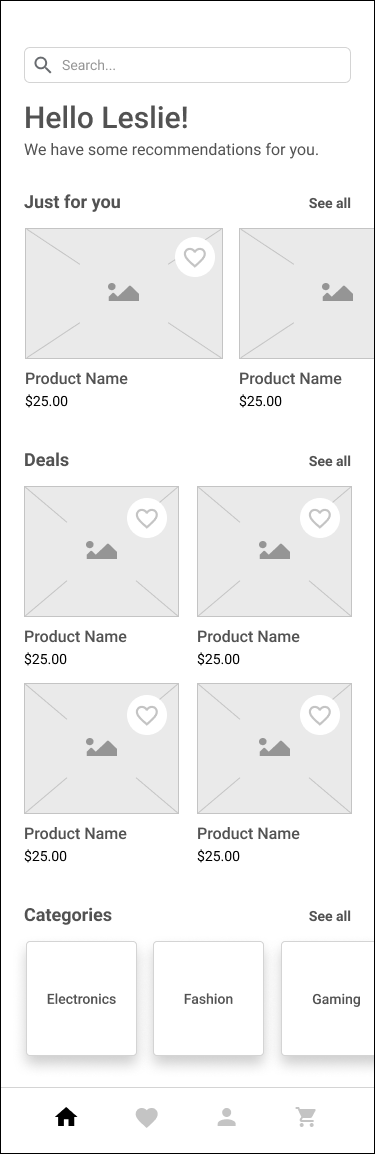 Search...
Hello Leslie!
We have some recommendations for you.
Just for you See all
Product Name Product Name
$25.00 $25.00
Deals See all
Product Name Product Name
$25.00 $25.00
Product Name Product Name
$25.00 $25.00
Categories See all
Electronics Fashion Gaming